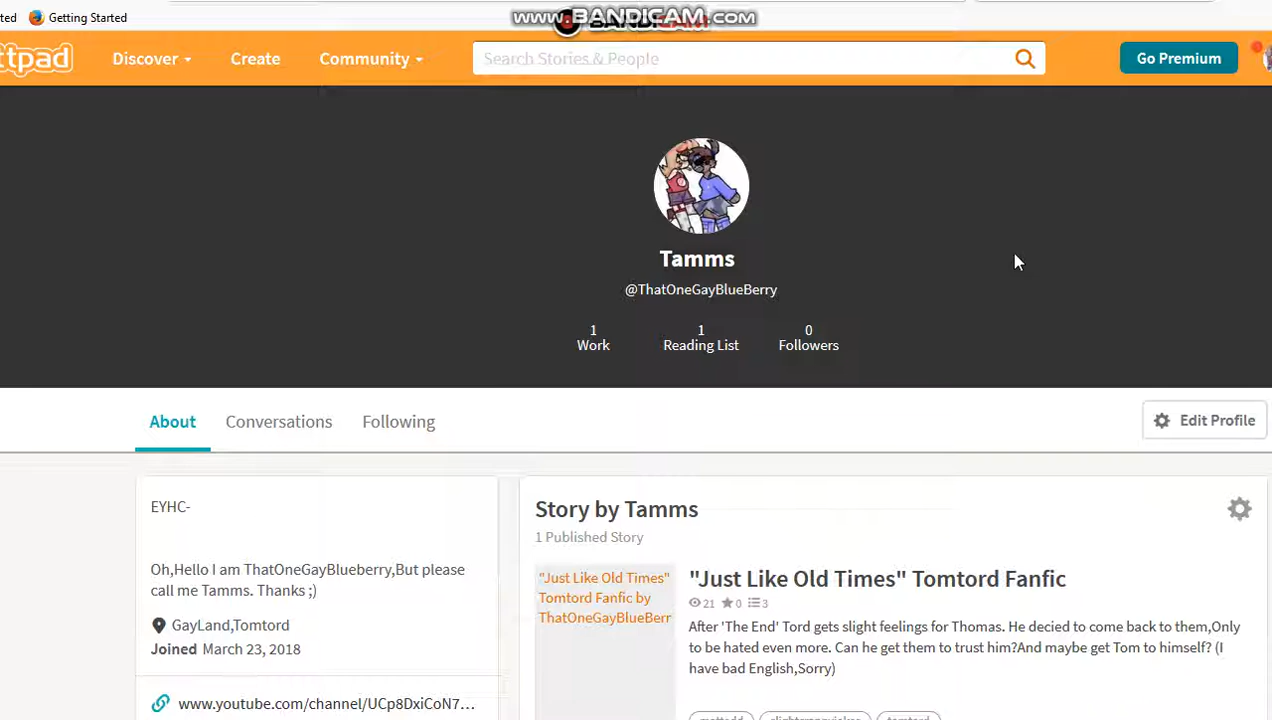 ted Getting Started
www.BANDICAM.com
ttpad Discover Create Community Search Stories & People Go Premium
Tamms
@ThatOneGayBlueBerry
1 1 0
Work Reading List Followers
About Conversations Following Edit Profile
EYHC-
Oh,Hello I am ThatOneGayBlueberry,But please
call me Tamms. Thanks ;)
GayLand,Tomtord
Joined March 23, 2018
www.youtube.com/channel/UCp8DxiCoN7...
Story by Tamms
1 Published Story
"Just Like Old Times"
Tomtord Fanfic by
ThatOneGayBlueBerr
"Just Like Old Times" Tomtord Fanfic
21 0 3
After 'The End' Tord gets slight feelings for Thomas. He decied to come back to them,Only
to be hated even more. Can he get them to trust him?And maybe get Tom to himself? (I
have bad English,Sorry)
tomtord